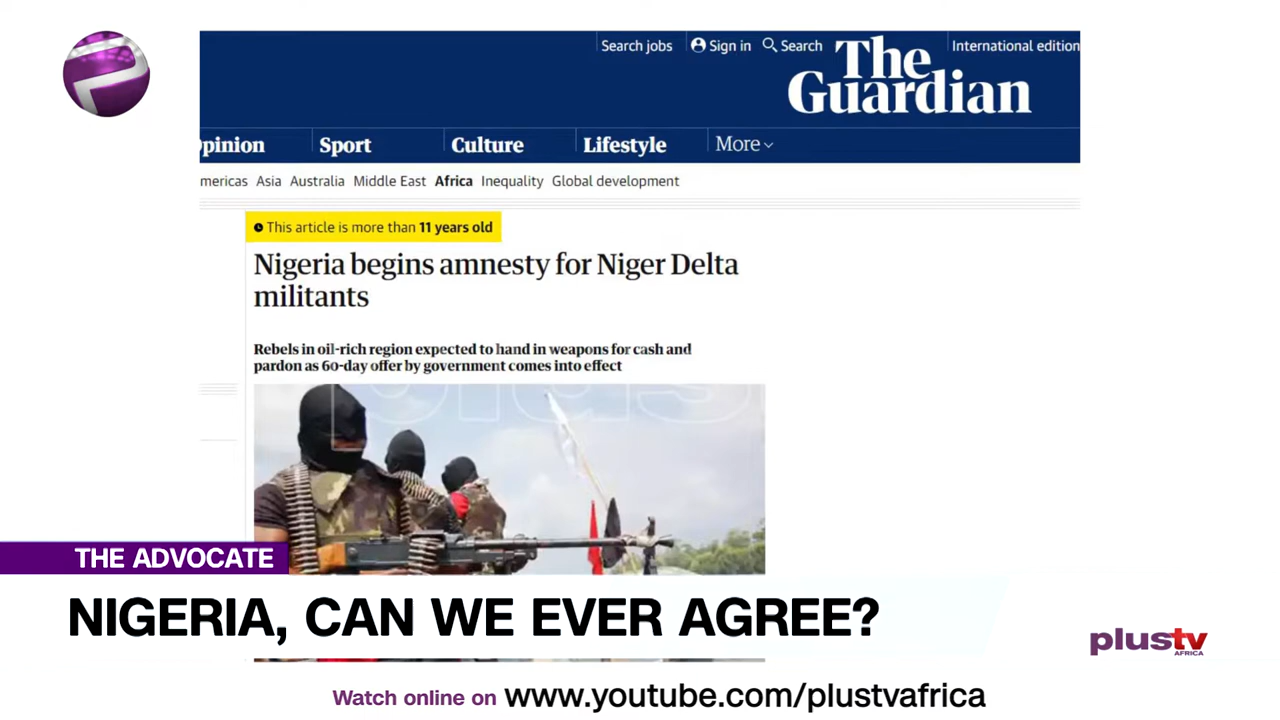 Search jobs
Sign in
Search
International edition
The
Guardian
pinion
Sport
Culture
Lifestyle
More
mericas
Asia
Australia
Middle East
Africa
Inequality
Global development
This article is more than 11 years old
Nigeria begins amnesty for Niger Delta
militants
Rebels in oil-rich region expected to hand in weapons for cash and
pardon as 60-day offer by government comes into effect
plus
THE ADVOCATE
NIGERIA, CAN WE EVER AGREE?
plustv
AFRICA
Watch online on www.youtube.com/plustvafrica